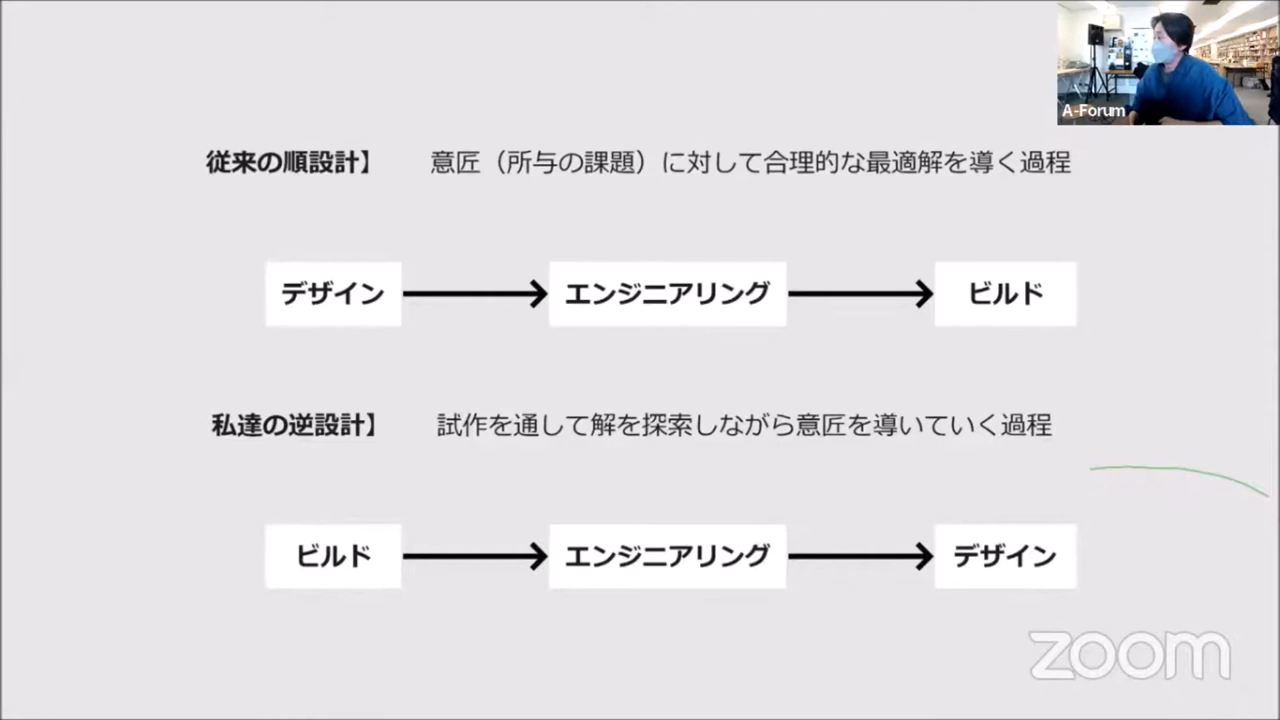 A-Forum
従来の順設計】 意匠（所与の課題）に対して合理的な最適解を導く過程
デザイン エンジニアリング ビルド
私達の逆設計】 試作を通して解を探索しながら意匠を導いていく過程
ビルド エンジニアリング デザイン
zoom